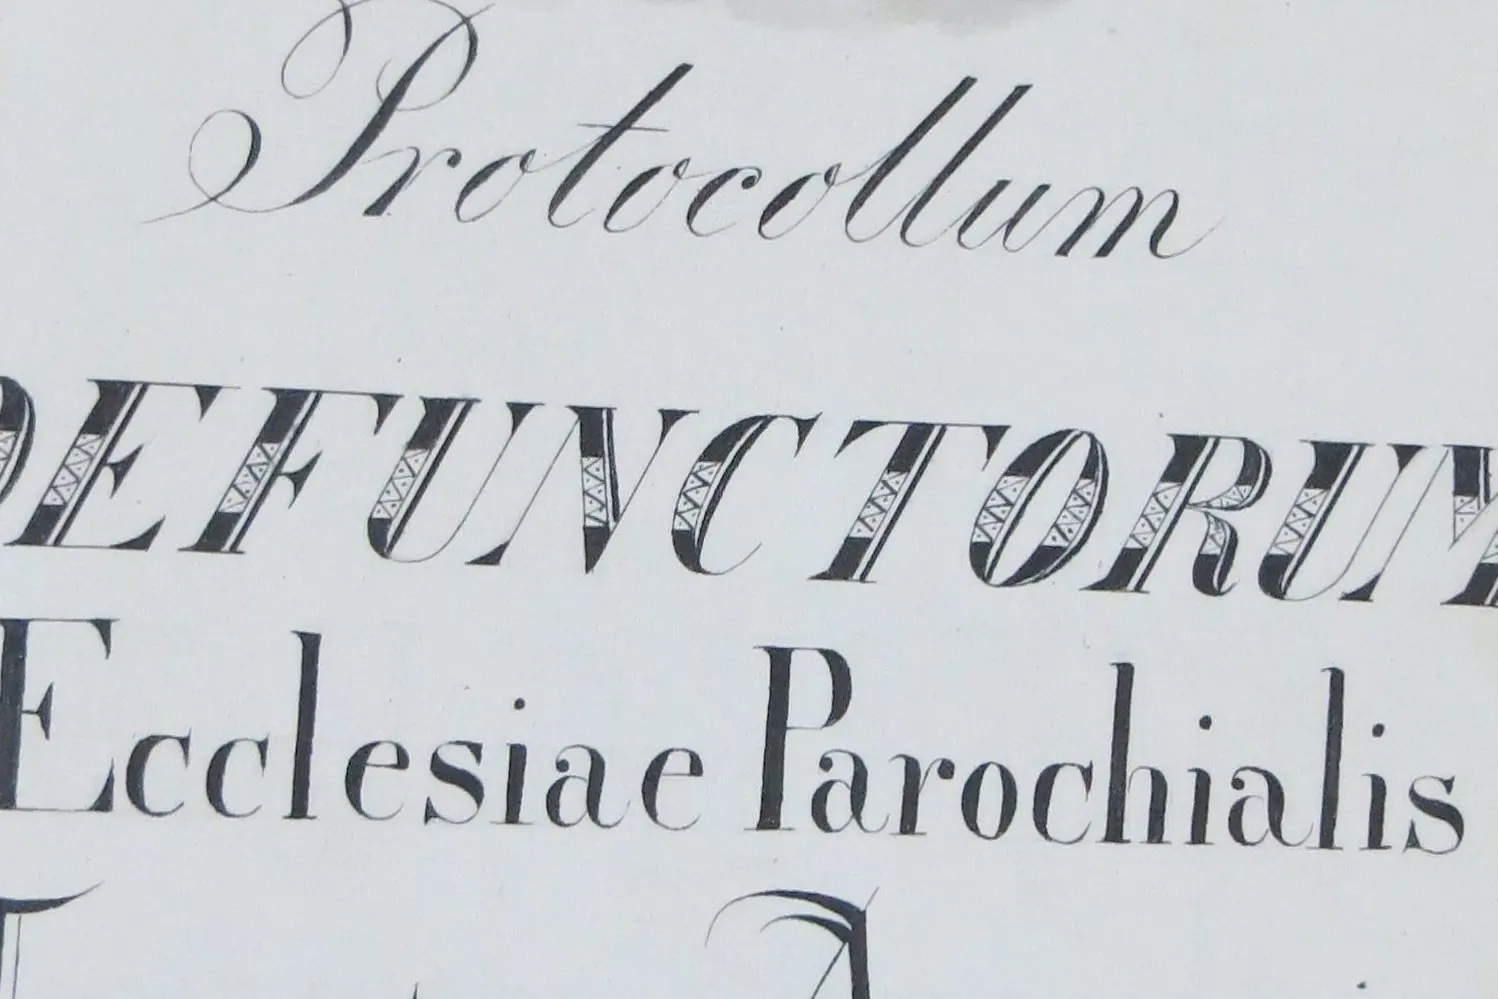 Protocollum
DEFUNCTORUM
Ecclesiae Parochialis